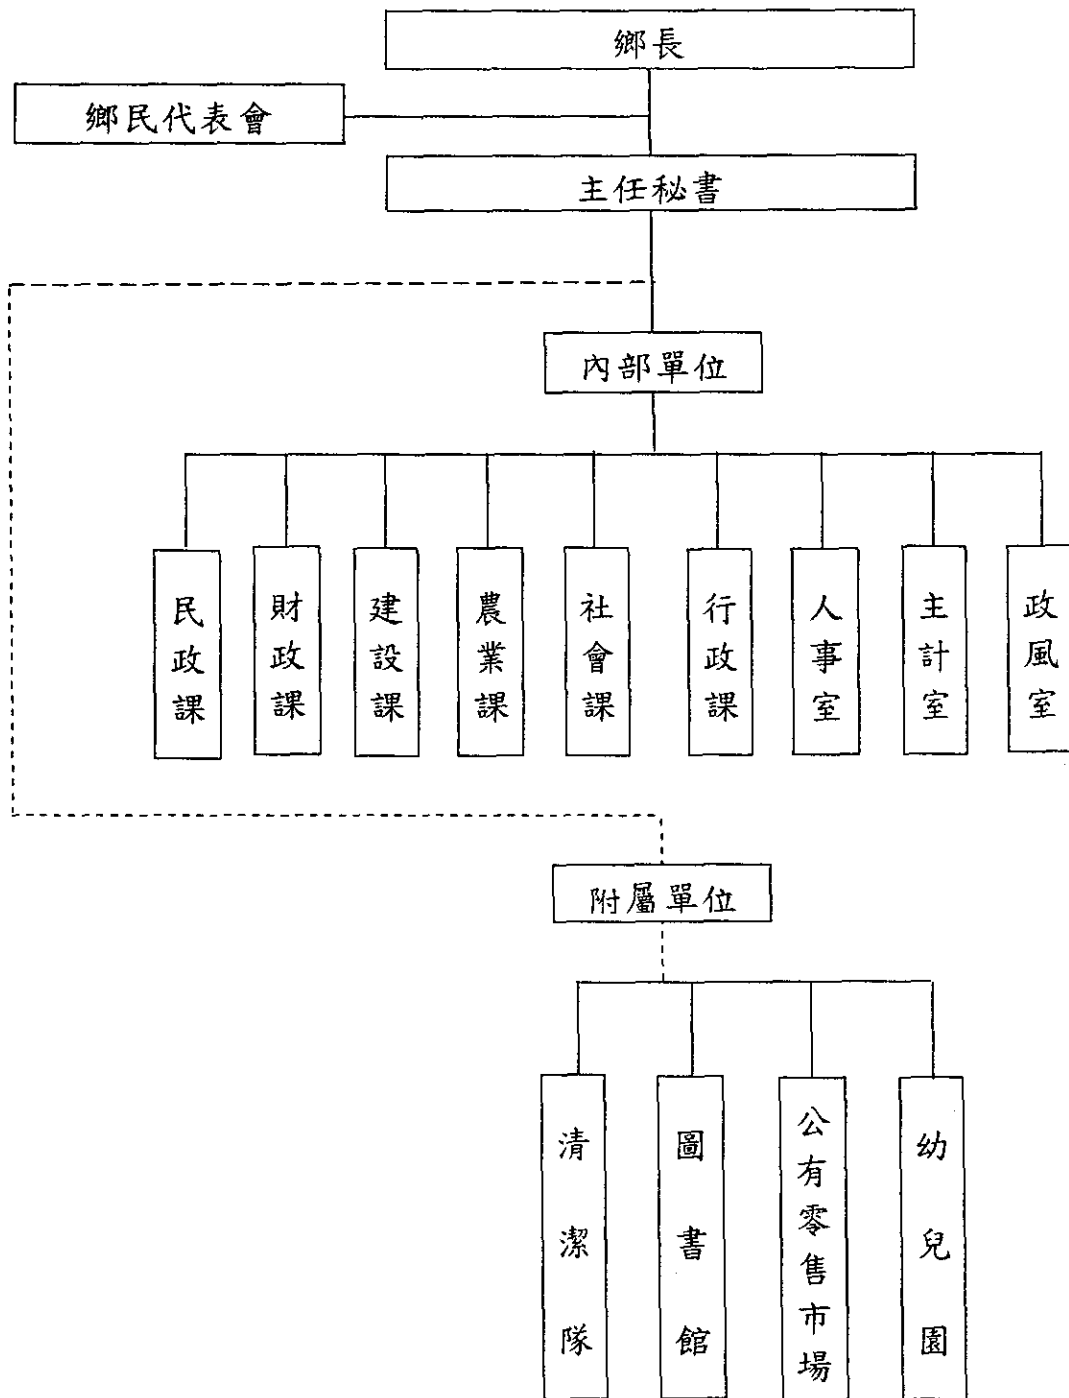 鄉長
鄉民代表會
主任秘書
內部單位
民政課
財政課
建設課
農業課
社會課
行政課
人事室
主計室
政風室
附屬單位
清潔隊
圖書館
公有零售市場
幼兒園